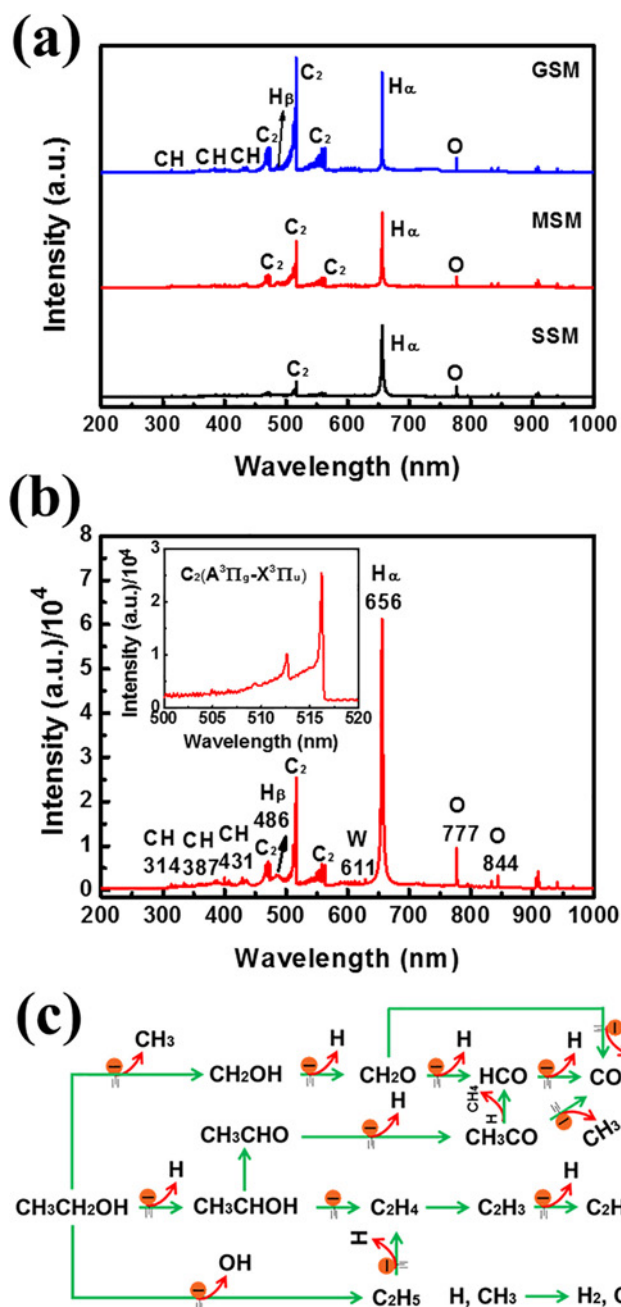 (a)
GSM
C₂
Hβ
Hα
C₂
C₂
CH CH CH
O
MSM
C₂
Hα
C₂
C₂
O
SSM
Hα
C₂
O
Intensity (a.u.)
200 300 400 500 600 700 800 900 1000
Wavelength (nm)
(b)
8
7
6
5
4
3
2
1
0
Intensity (a.u.)/10⁴
C₂(A³Πg-X³Πu)
3
2
1
0
Intensity (a.u.)/10⁴
500 505 510 515 520
Wavelength (nm)
Hα
656
C₂
Hβ
486
CH
314
CH
387
CH
431
C₂
C₂
W
611
O
777
O
844
200 300 400 500 600 700 800 900 1000
Wavelength (nm)
(c)
CH₃ H H H
CH₂OH CH₂O HCO CO
H CH₄ H CH₃
CH₃CHO CH₃CO
H H
CH₃CH₂OH CH₃CHOH C₂H₄ C₂H₃
OH H
C₂H₅ H, CH₃ H₂,